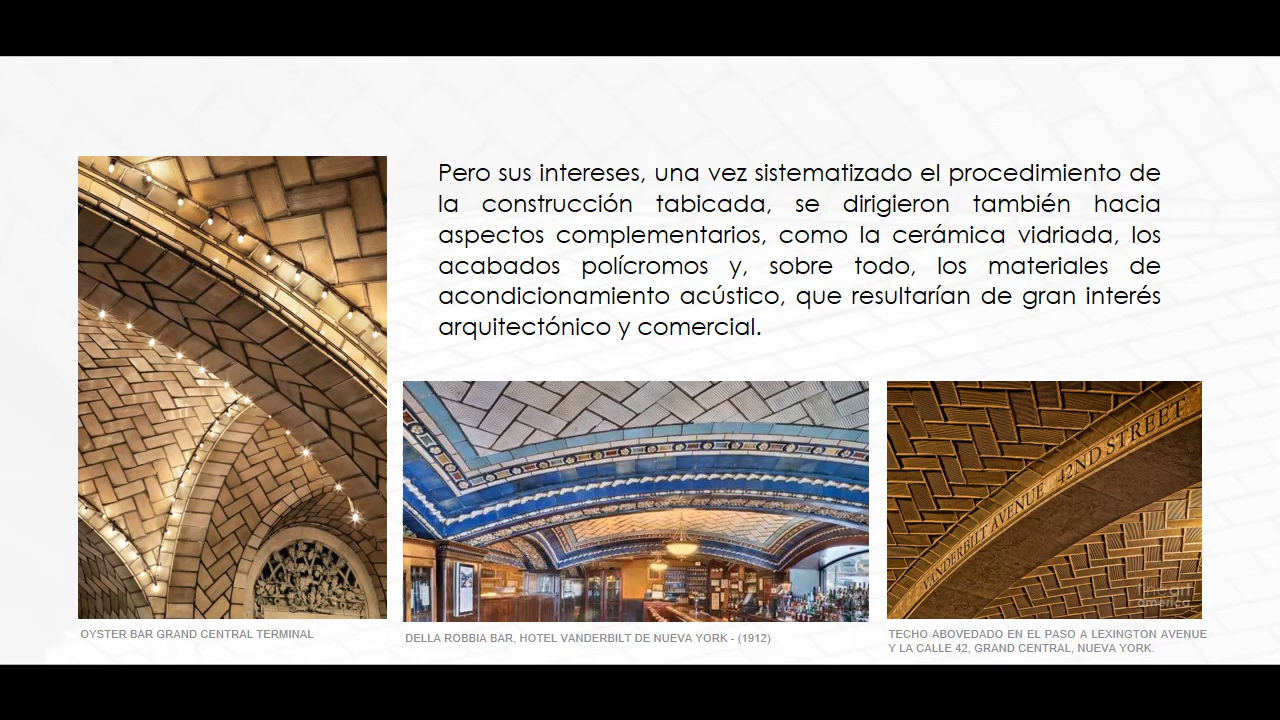 Pero sus intereses, una vez sistematizado el procedimiento de
la construcción tabicada, se dirigieron también hacia
aspectos complementarios, como la cerámica vidriada, los
acabados polícromos y, sobre todo, los materiales de
acondicionamiento acústico, que resultarían de gran interés
arquitectónico y comercial.
VANDERBILT AVENUE 42ND STREET
fine art
america
OYSTER BAR GRAND CENTRAL TERMINAL
DELLA ROBBIA BAR, HOTEL VANDERBILT DE NUEVA YORK - (1912)
TECHO ABOVEDADO EN EL PASO A LEXINGTON AVENUE
Y LA CALLE 42, GRAND CENTRAL, NUEVA YORK.